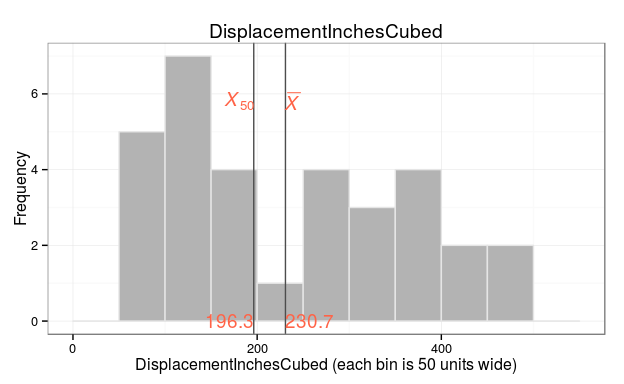 DisplacementInchesCubed
Frequency
6
4
2
0
X50
X̅
196.3
230.7
0
200
400
DisplacementInchesCubed (each bin is 50 units wide)